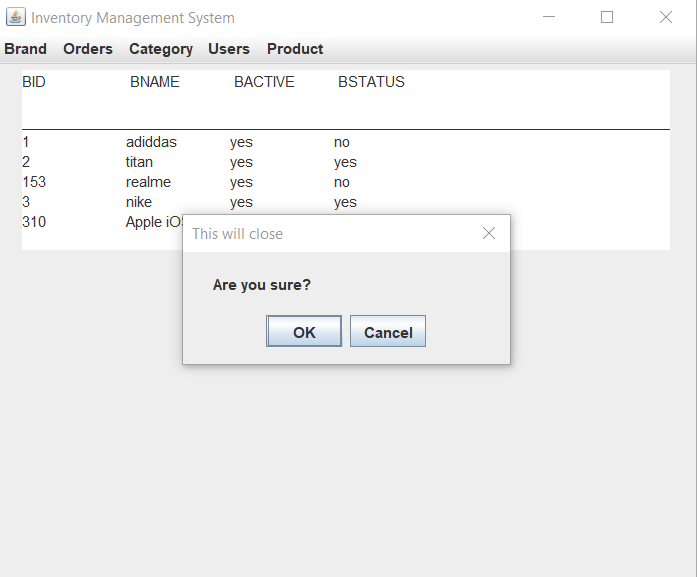 Inventory Management System
Brand Orders Category Users Product
BID BNAME BACTIVE BSTATUS
1 adiddas yes no
2 titan yes yes
153 realme yes no
3 nike yes yes
310 Apple
This will close
Are you sure?
OK Cancel